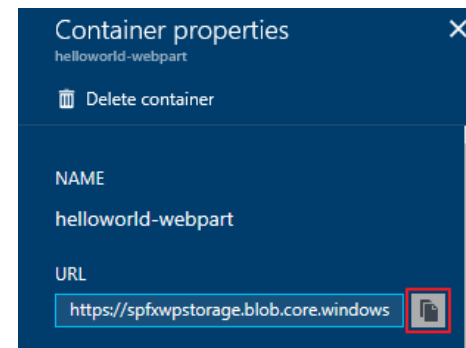 Container properties
helloworld-webpart
Delete container
NAME
helloworld-webpart
URL
https://spfxwpstorage.blob.core.windows